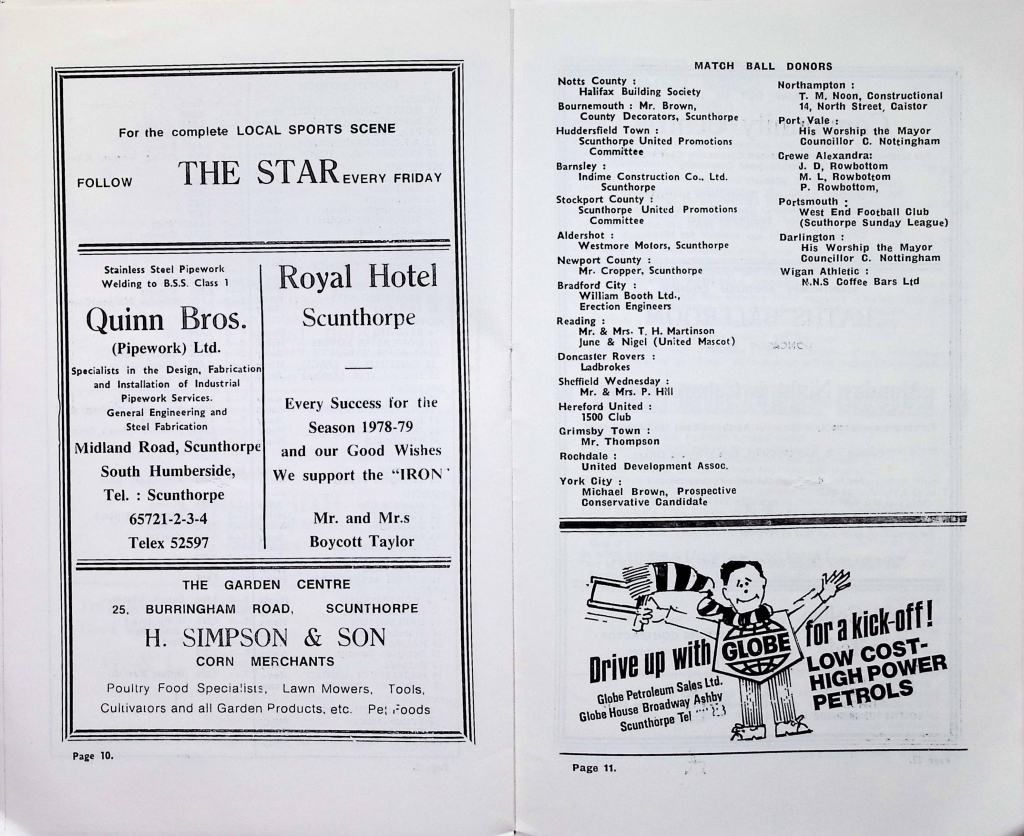 For the complete LOCAL SPORTS SCENE
FOLLOW THE STAR EVERY FRIDAY
Stainless Steel Pipework
Welding to B.S.S. Class 1
Quinn Bros.
(Pipework) Ltd.
Specialists in the Design, Fabrication
and Installation of Industrial
Pipework Services.
General Engineering and
Steel Fabrication
Midland Road, Scunthorpe
South Humberside,
Tel. : Scunthorpe
65721-2-3-4
Telex 52597
Royal Hotel
Scunthorpe
Every Success for the
Season 1978-79
and our Good Wishes
We support the "IRON'
Mr. and Mr.s
Boycott Taylor
THE GARDEN CENTRE
25, BURRINGHAM ROAD, SCUNTHORPE
H. SIMPSON & SON
CORN MERCHANTS
Poultry Food Specialists, Lawn Mowers, Tools,
Cultivators and all Garden Products, etc. Pet Foods
Page 10.
MATCH BALL DONORS
Notts County :
Halifax Building Society
Bournemouth : Mr. Brown,
County Decorators, Scunthorpe
Huddersfield Town :
Scunthorpe United Promotions
Committee
Barnsley :
Indime Construction Co., Ltd.
Scunthorpe
Stockport County :
Scunthorpe United Promotions
Committee
Aldershot :
Westmore Motors, Scunthorpe
Newport County :
Mr. Cropper, Scunthorpe
Bradford City :
William Booth Ltd.,
Erection Engineers
Reading :
Mr. & Mrs. T. H. Martinson
June & Nigel (United Mascot)
Doncaster Rovers :
Ladbrokes
Sheffield Wednesday :
Mr. & Mrs. P. Hill
Hereford United :
1500 Club
Grimsby Town :
Mr. Thompson
Rochdale :
United Development Assoc.
York City :
Michael Brown, Prospective
Conservative Candidate
Northampton :
T. M. Noon, Constructional
14, North Street, Caistor
Port Vale :
His Worship the Mayor
Councillor C. Nottingham
Crewe Alexandra:
J. D, Rowbottom
M. L, Rowbottom
P. Rowbottom,
Portsmouth :
West End Football Club
(Scuthorpe Sunday League)
Darlington :
His Worship the Mayor
Councillor C. Nottingham
Wigan Athletic :
N.N.S Coffee Bars Ltd
Drive up with GLOBE for a kick-off!
LOW COST-
HIGH POWER
PETROLS
Globe Petroleum Sales Ltd.
Globe House Broadway Ashby
Scunthorpe Tel
Page 11.